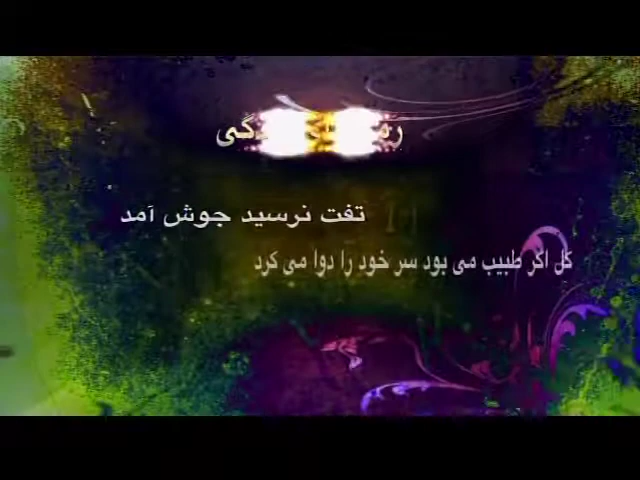 تفت نرسید جوش آمد
کل اگر طبیب می بود سر خود را دوا می کرد